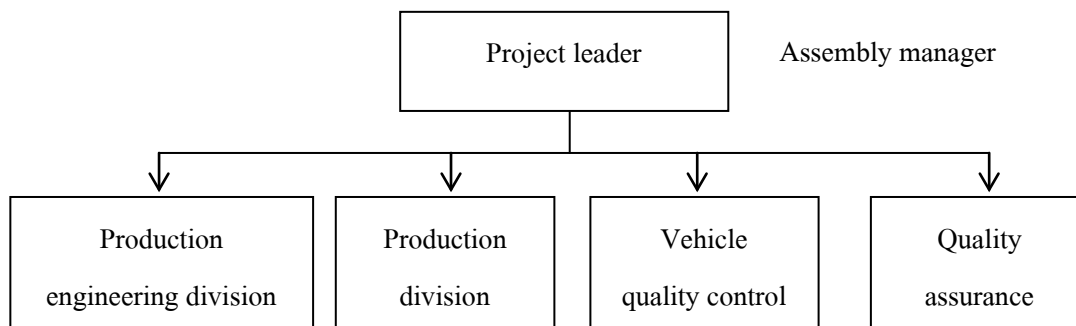 Project leader
Assembly manager
Production
engineering division
Production
division
Vehicle
quality control
Quality
assurance